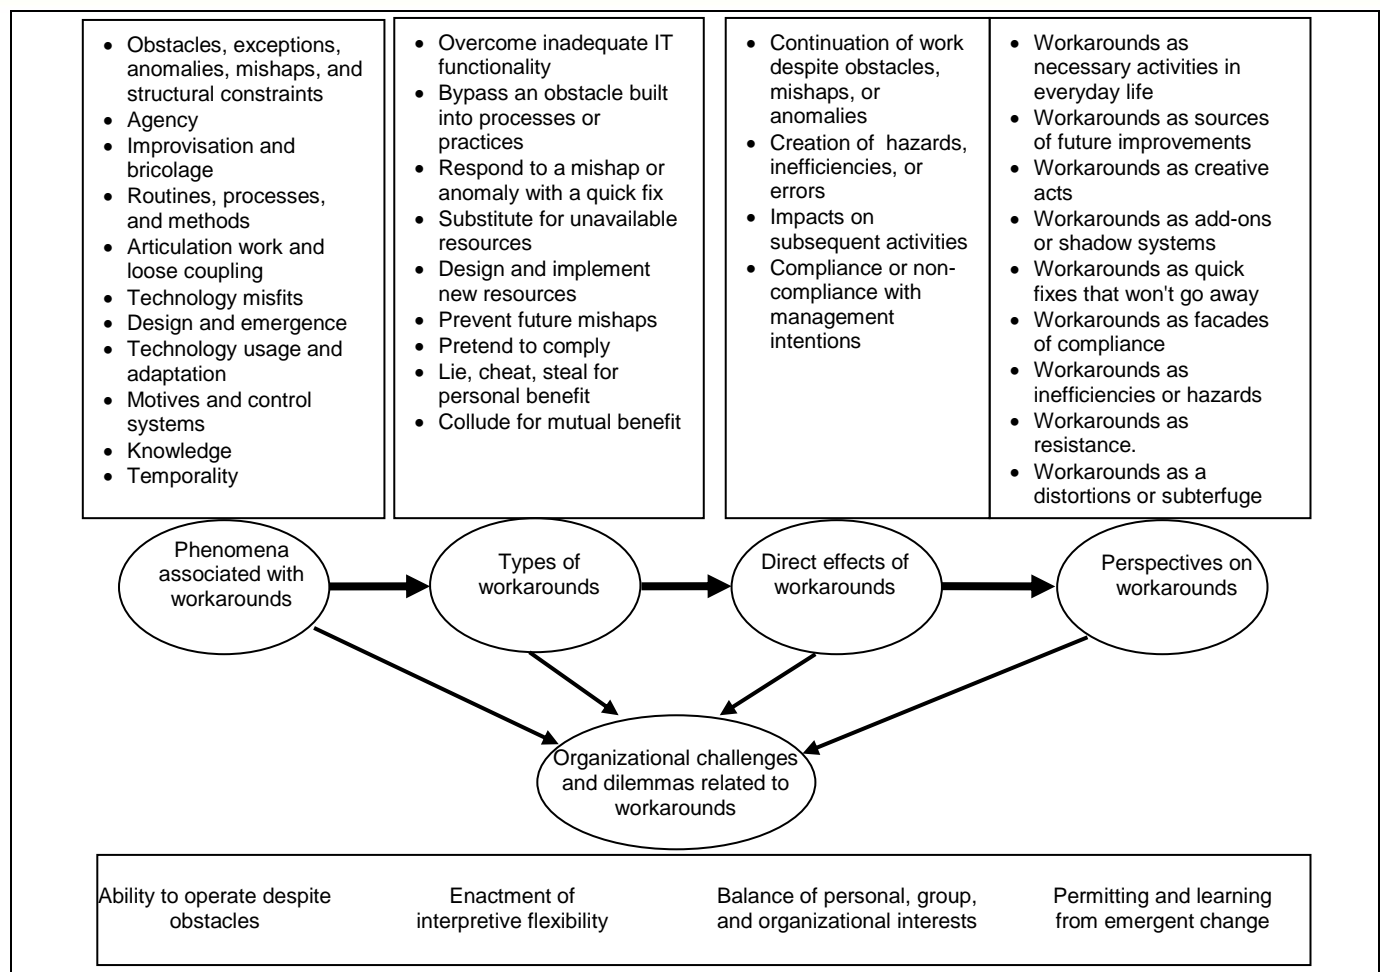 • Obstacles, exceptions,
anomalies, mishaps, and
structural constraints
• Agency
• Improvisation and
bricolage
• Routines, processes,
and methods
• Articulation work and
loose coupling
• Technology misfits
• Design and emergence
• Technology usage and
adaptation
• Motives and control
systems
• Knowledge
• Temporality
• Overcome inadequate IT
functionality
• Bypass an obstacle built
into processes or
practices
• Respond to a mishap or
anomaly with a quick fix
• Substitute for unavailable
resources
• Design and implement
new resources
• Prevent future mishaps
• Pretend to comply
• Lie, cheat, steal for
personal benefit
• Collude for mutual benefit
• Continuation of work
despite obstacles,
mishaps, or
anomalies
• Creation of hazards,
inefficiencies, or
errors
• Impacts on
subsequent activities
• Compliance or non-
compliance with
management
intentions
• Workarounds as
necessary activities in
everyday life
• Workarounds as sources
of future improvements
• Workarounds as creative
acts
• Workarounds as add-ons
or shadow systems
• Workarounds as quick
fixes that won't go away
• Workarounds as facades
of compliance
• Workarounds as
inefficiencies or hazards
• Workarounds as
resistance.
• Workarounds as a
distortions or subterfuge
Phenomena
associated with
workarounds
Types of
workarounds
Direct effects of
workarounds
Perspectives on
workarounds
Organizational challenges
and dilemmas related to
workarounds
Ability to operate despite
obstacles
Enactment of
interpretive flexibility
Balance of personal, group,
and organizational interests
Permitting and learning
from emergent change